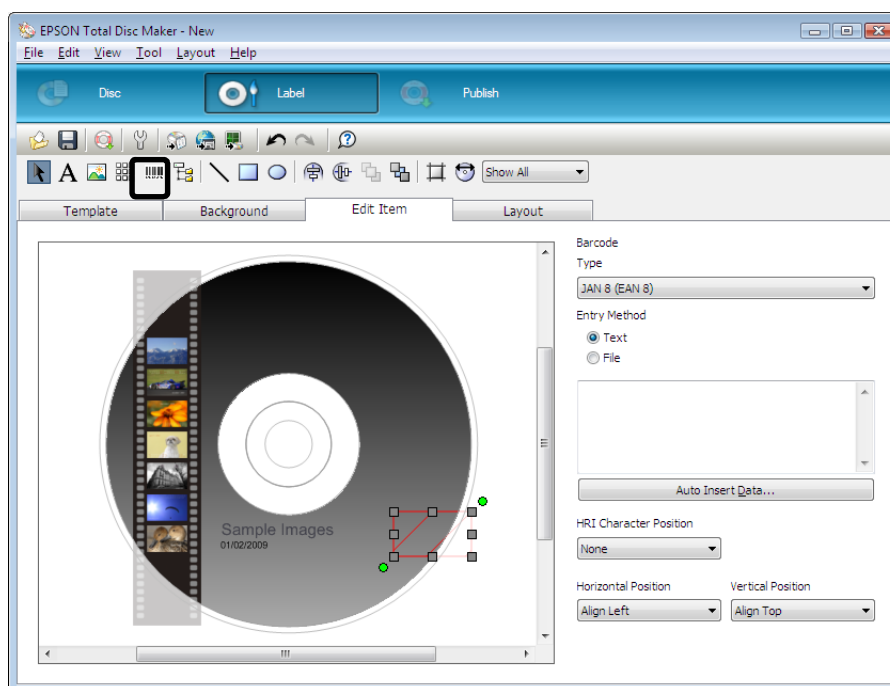 EPSON Total Disc Maker - New
File Edit View Tool Layout Help
Disc Label Publish
Show All
Template Background Edit Item Layout
Barcode
Type
JAN 8 (EAN 8)
Entry Method
Text
File
Auto Insert Data...
HRI Character Position
None
Horizontal Position Vertical Position
Align Left Align Top
Sample Images
01/02/2009